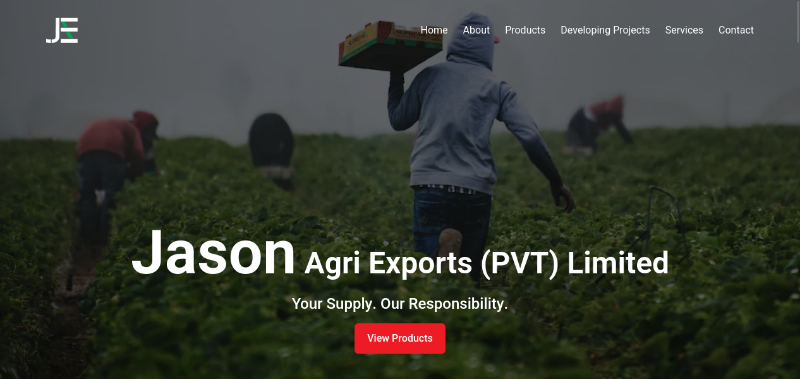 JE
Home About Products Developing Projects Services Contact
Jason Agri Exports (PVT) Limited
Your Supply. Our Responsibility.
View Products